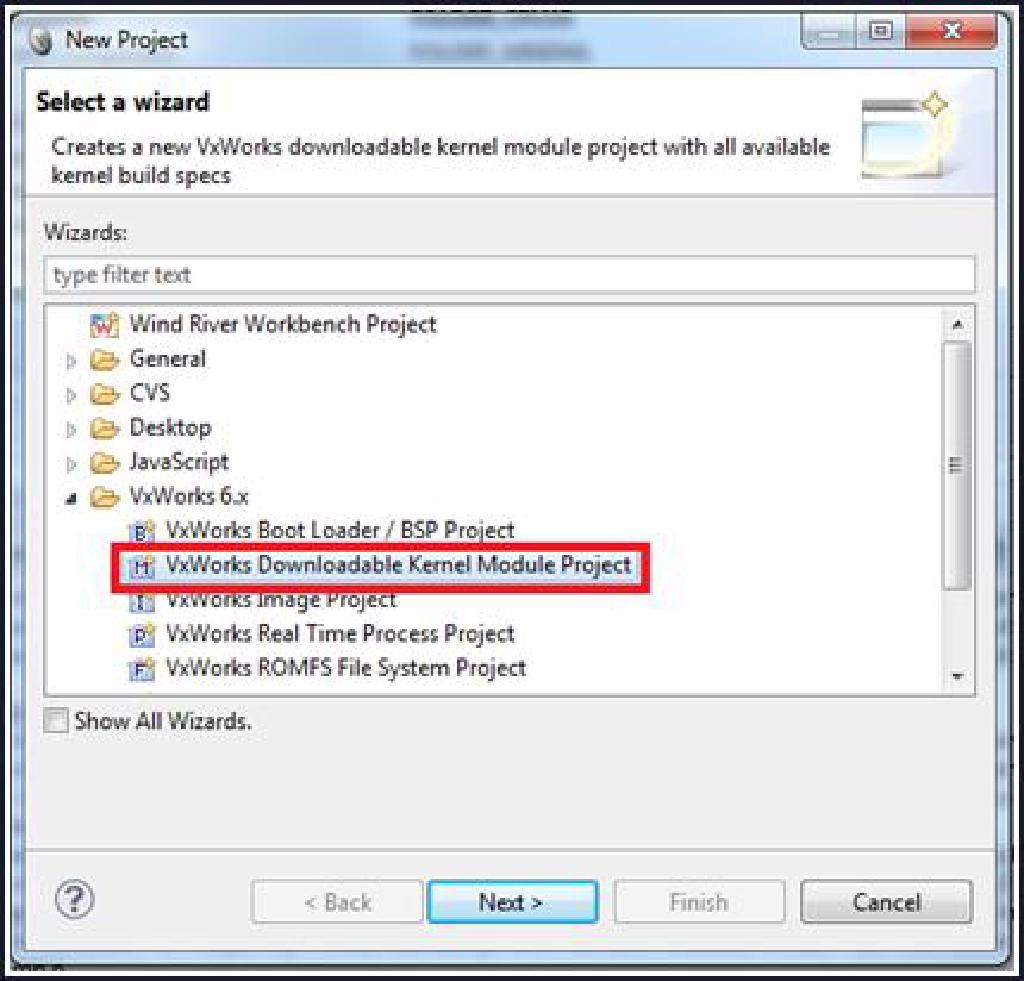 New Project
Select a wizard
Creates a new VxWorks downloadable kernel module project with all available
kernel build specs
Wizards:
type filter text
Wind River Workbench Project
General
CVS
Desktop
JavaScript
VxWorks 6.x
VxWorks Boot Loader / BSP Project
VxWorks Downloadable Kernel Module Project
VxWorks Image Project
VxWorks Real Time Process Project
VxWorks ROMFS File System Project
Show All Wizards.
?
< Back
Next >
Finish
Cancel